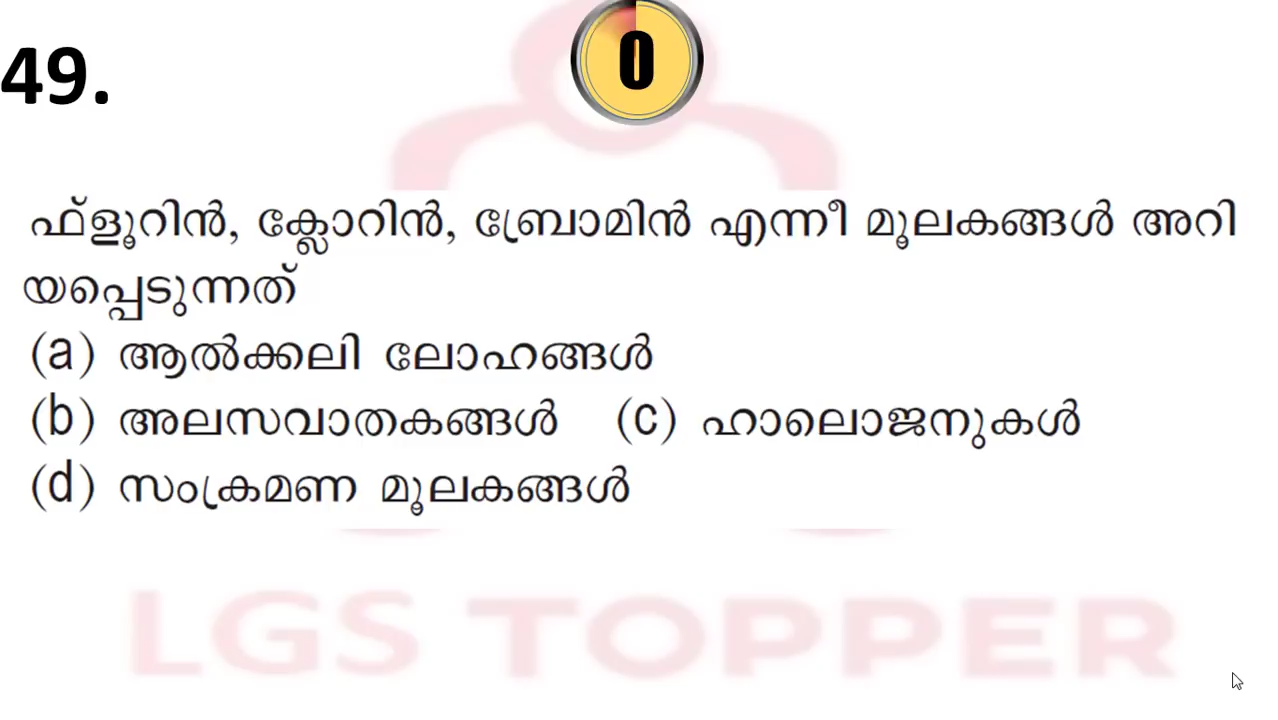 49.
0
ഫ്ളൂറിൻ, ക്ലോറിൻ, ബ്രോമിൻ എന്നീ മൂലകങ്ങൾ അറി
യപ്പെടുന്നത്
(a) ആൽക്കലി ലോഹങ്ങൾ
(b) അലസവാതകങ്ങൾ (c) ഹാലൊജനുകൾ
(d) സംക്രമണ മൂലകങ്ങൾ
LGS TOPPER